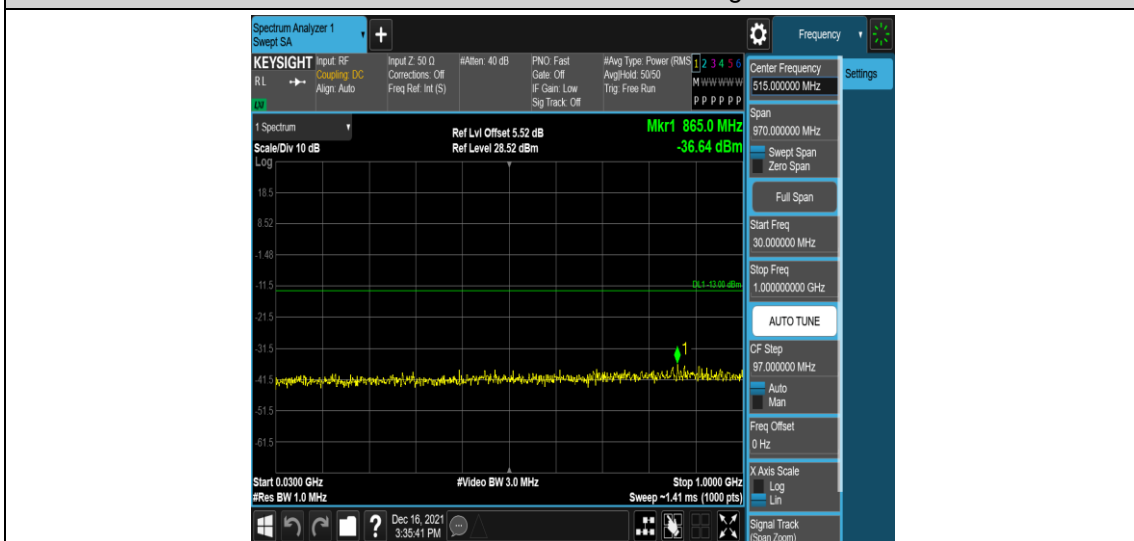 Spectrum Analyzer 1
Swept SA
+
Frequency
KEYSIGHT
RL
LXI
Input: RF
Coupling: DC
Align: Auto
Input Z: 50 Ω
Corrections: Off
Freq Ref: Int (S)
#Atten: 40 dB
PNO: Fast
Gate: Off
IF Gain: Low
Sig Track: Off
#Avg Type: Power (RMS
Avg|Hold: 50/50
Trig: Free Run
1 2 3 4 5 6
M W W W W W
P P P P P P
Center Frequency
515.000000 MHz
Settings
1 Spectrum
Scale/Div 10 dB
Ref Lvl Offset 5.52 dB
Ref Level 28.52 dBm
Mkr1 865.0 MHz
-36.64 dBm
Span
970.000000 MHz
Swept Span
Zero Span
Full Span
Start Freq
30.000000 MHz
Stop Freq
1.000000000 GHz
AUTO TUNE
CF Step
97.000000 MHz
Auto
Man
Freq Offset
0 Hz
X Axis Scale
Log
Lin
Signal Track
(Span Zoom)
Log
18.5
8.52
-1.48
-11.5
DL1 -13.00 dBm
-21.5
-31.5
1
-41.5
-51.5
-61.5
Start 0.0300 GHz
#Video BW 3.0 MHz
Stop 1.0000 GHz
#Res BW 1.0 MHz
Sweep ~1.41 ms (1000 pts)
?
Dec 16, 2021
3:35:41 PM